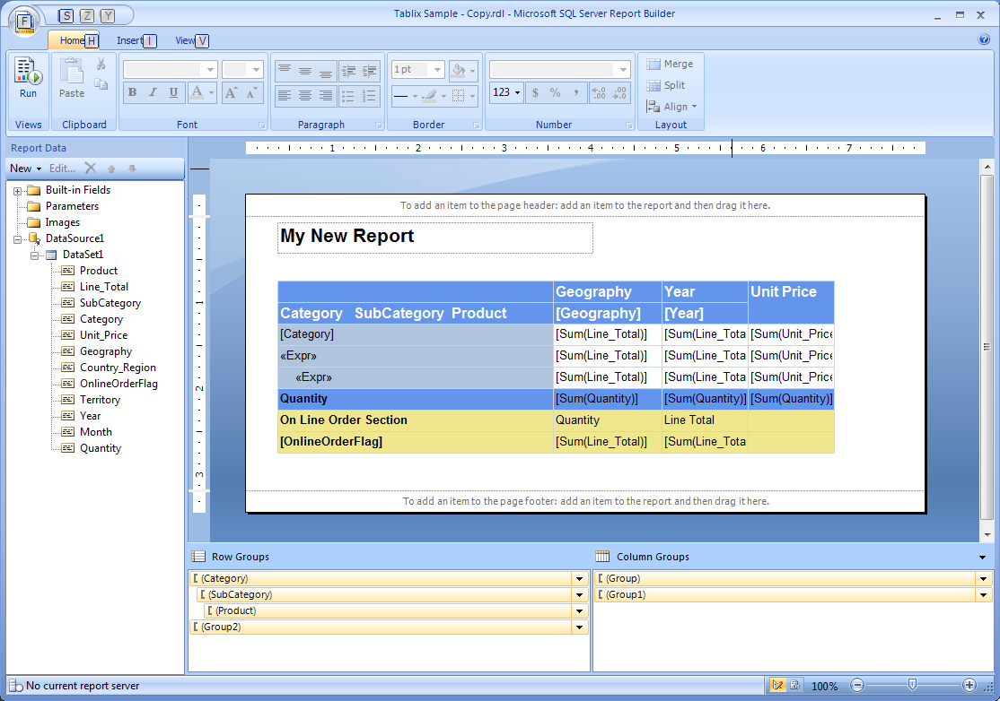 Tablix Sample - Copy.rdl - Microsoft SQL Server Report Builder
F S Z Y
Home H Insert I View V
Run Paste
B I U A A A
1 pt
123 $ % , .00 .00
Merge
Split
Align
Views Clipboard Font Paragraph Border Number Layout
Report Data
New Edit...
Built-in Fields
Parameters
Images
DataSource1
DataSet1
Product
Line_Total
SubCategory
Category
Unit_Price
Geography
Country_Region
OnlineOrderFlag
Territory
Year
Month
Quantity
1 2 3 4 5 6 7
1
2
3
To add an item to the page header: add an item to the report and then drag it here.
My New Report
Geography Year Unit Price
Category SubCategory Product [Geography] [Year]
[Category] [Sum(Line_Total)] [Sum(Line_Tota [Sum(Unit_Price
«Expr» [Sum(Line_Total)] [Sum(Line_Tota [Sum(Unit_Price
«Expr» [Sum(Line_Total)] [Sum(Line_Tota [Sum(Unit_Price
Quantity [Sum(Quantity)] [Sum(Quantity)] [Sum(Quantity)]
On Line Order Section Quantity Line Total
[OnlineOrderFlag] [Sum(Line_Total)] [Sum(Line_Tota
To add an item to the page footer: add an item to the report and then drag it here.
Row Groups
(Category)
(SubCategory)
(Product)
(Group2)
Column Groups
(Group)
(Group1)
No current report server 100%